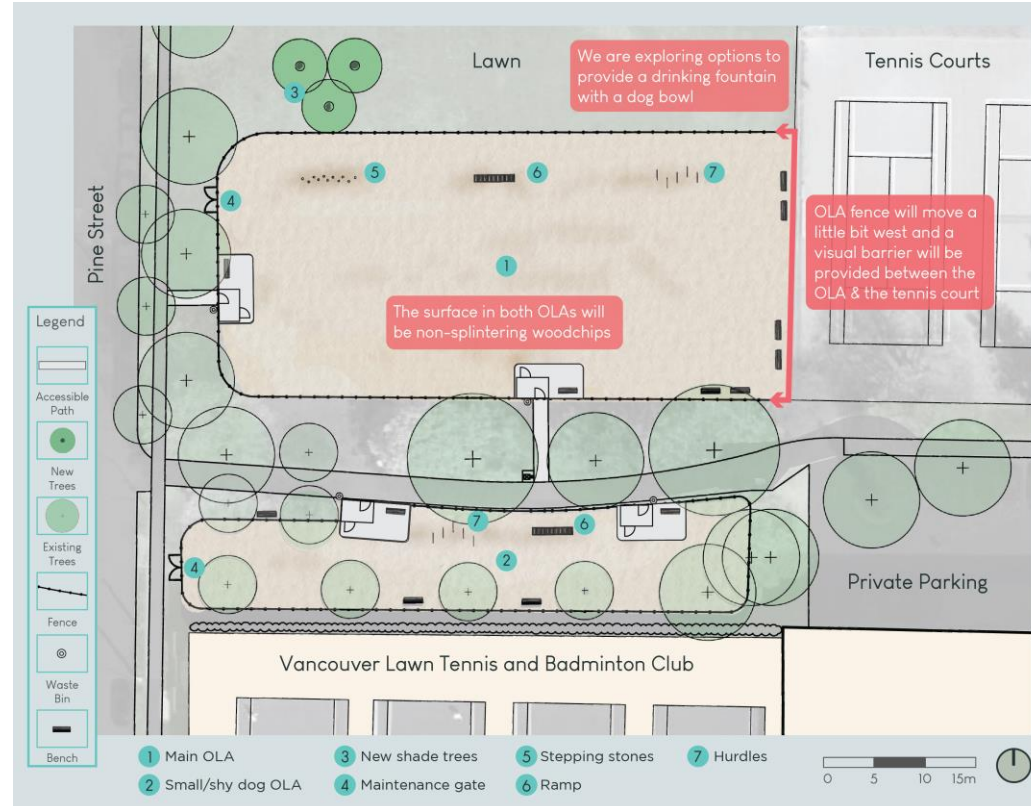 Lawn
We are exploring options to
provide a drinking fountain
with a dog bowl
Tennis Courts
3
5
6
7
4
Pine Street
OLA fence will move a
little bit west and a
visual barrier will be
provided between the
OLA & the tennis court
1
The surface in both OLAs will
be non-splintering woodchips
Legend
Accessible
Path
New
Trees
Existing
Trees
Fence
Waste
Bin
Bench
7
6
4
2
Private Parking
Vancouver Lawn Tennis and Badminton Club
1 Main OLA
2 Small/shy dog OLA
3 New shade trees
4 Maintenance gate
5 Stepping stones
6 Ramp
7 Hurdles
0 5 10 15m